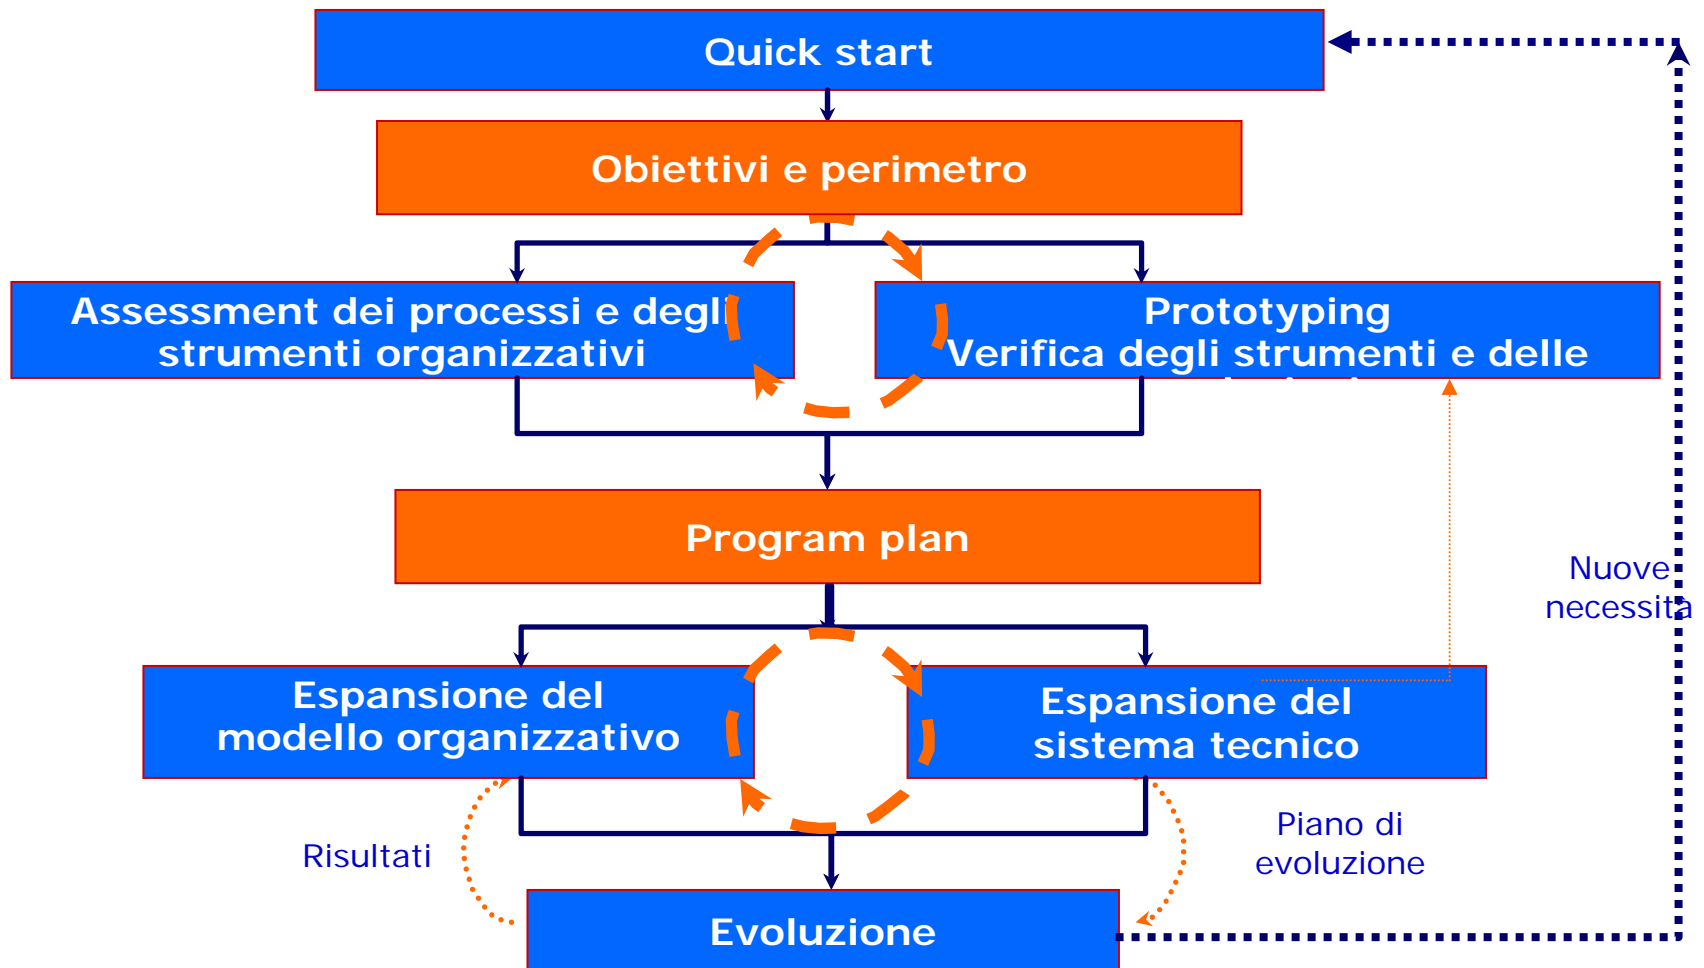 Quick start
Obiettivi e perimetro
Assessment dei processi e degli
strumenti organizzativi
Prototyping
Verifica degli strumenti e delle
Program plan
Nuove
necessita
Espansione del
modello organizzativo
Espansione del
sistema tecnico
Risultati
Piano di
evoluzione
Evoluzione